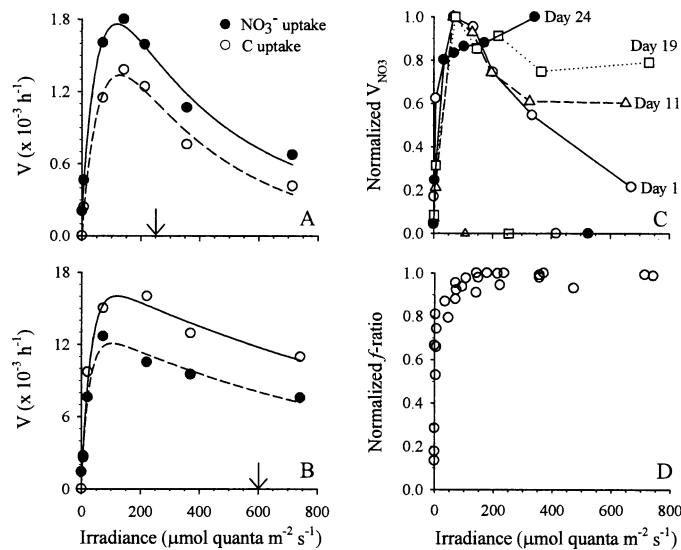 NO₃⁻ uptake
C uptake
V (x 10⁻³ h⁻¹)
1.8
1.2
0.6
0.0
A
V (x 10⁻³ h⁻¹)
18
12
6
0
B
0 200 400 600 800
Irradiance (μmol quanta m⁻² s⁻¹)
Normalized V_NO3
1.0
0.8
0.6
0.4
0.2
0.0
C
Day 24
Day 19
Day 11
Day 1
Normalized f-ratio
1.0
0.8
0.6
0.4
0.2
0.0
D
0 200 400 600 800
Irradiance (μmol quanta m⁻² s⁻¹)